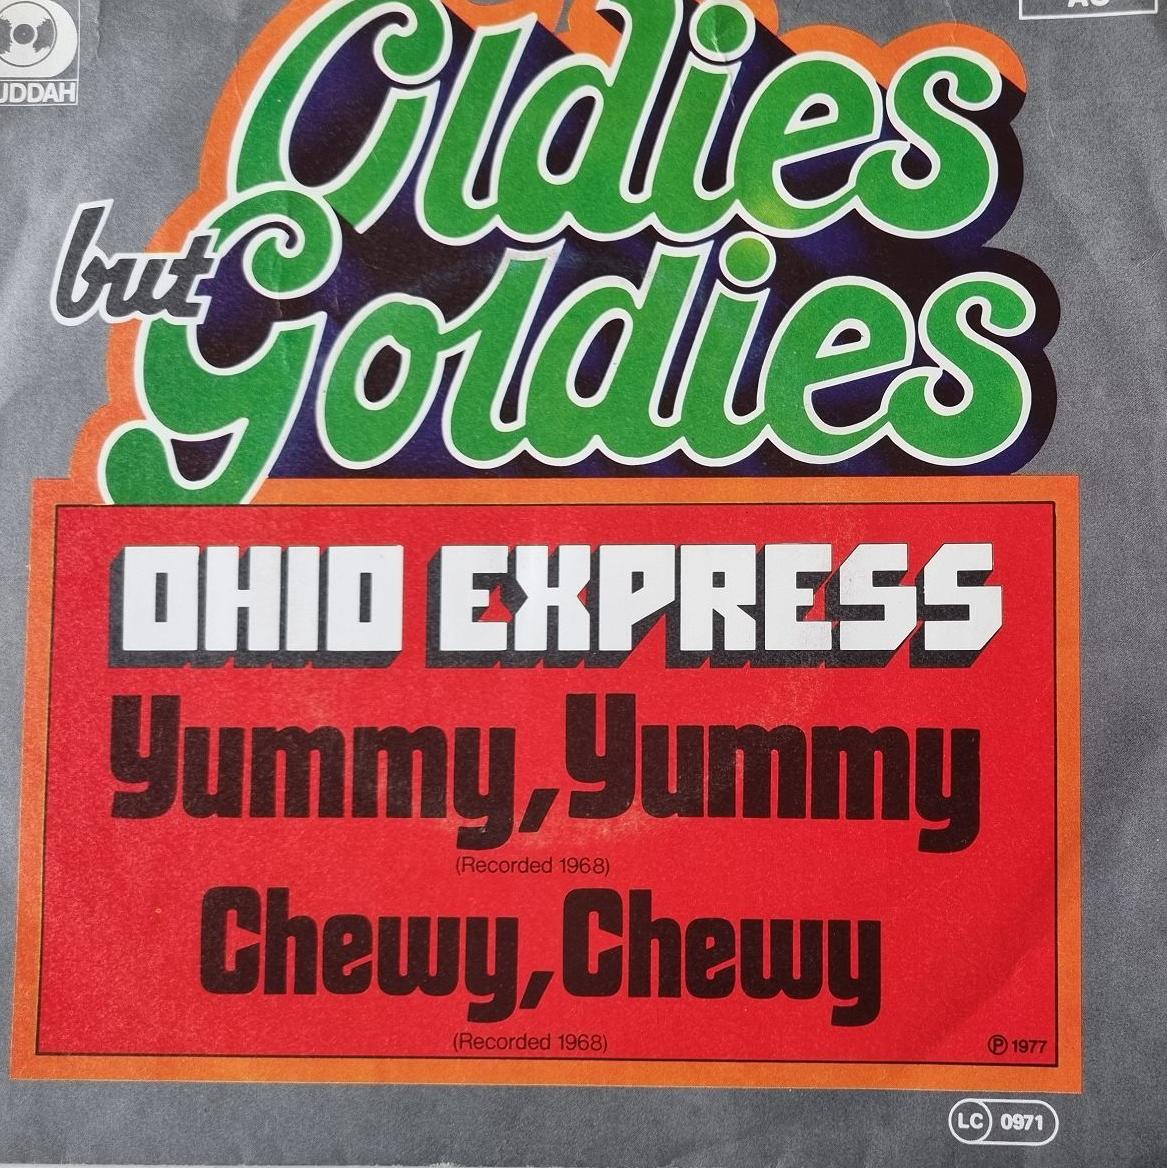 Oldies
UDDAH
but
Goldies
OHIO EXPRESS
Yummy, Yummy
(Recorded 1968)
Chewy, Chewy
(Recorded 1968)
℗ 1977
LC 0971